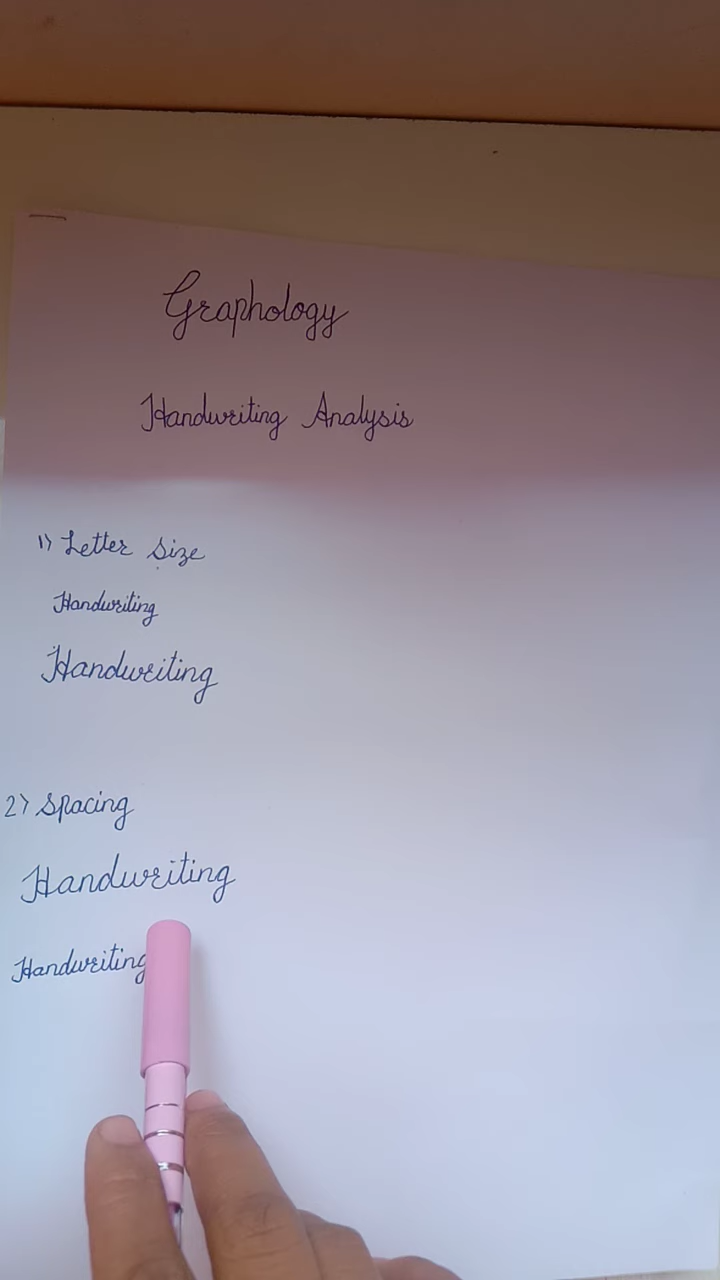 Graphology
Handwriting Analysis
1) Letter Size
Handwriting
Handwriting
2) Spacing
Handwriting
Handwriting